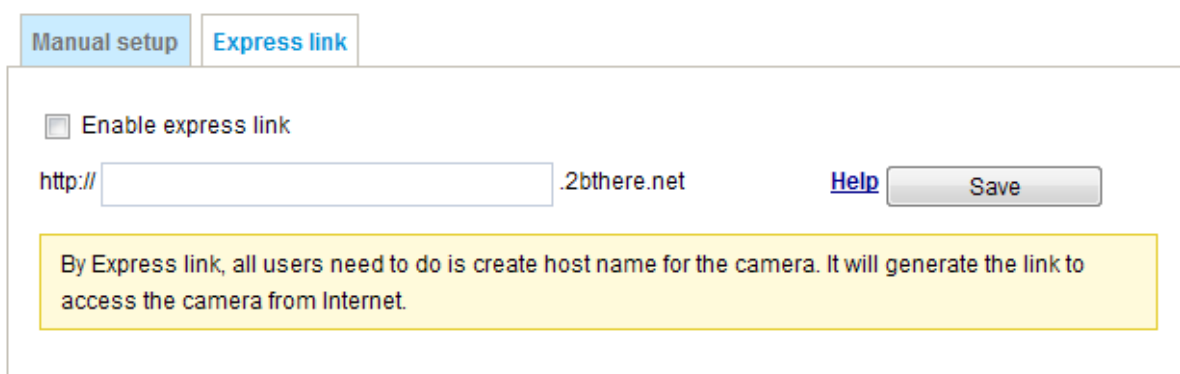 Manual setup Express link
Enable express link
http:// .2bthere.net Help Save
By Express link, all users need to do is create host name for the camera. It will generate the link to
access the camera from Internet.